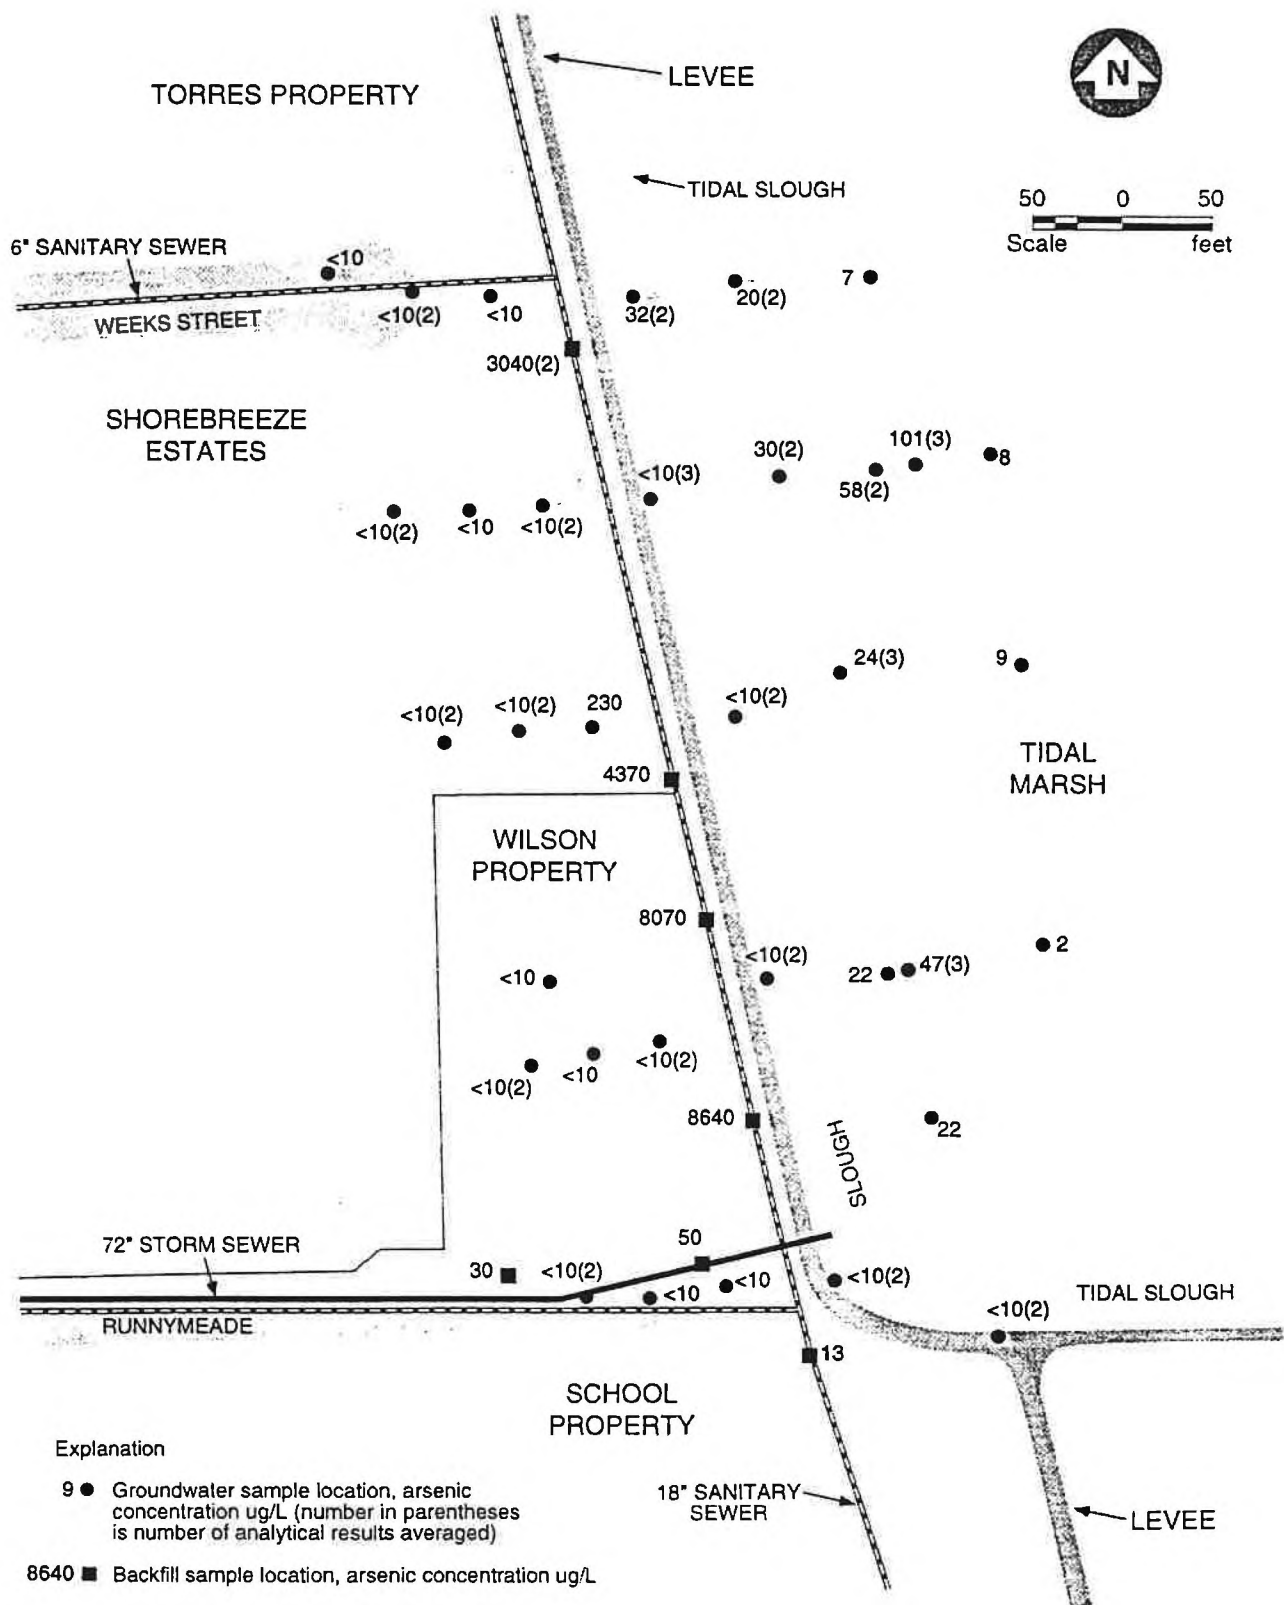 LEVEE
N
TORRES PROPERTY
TIDAL SLOUGH
50 0 50
Scale feet
6" SANITARY SEWER
<10
7
20(2)
32(2)
<10(2)
<10
WEEKS STREET
3040(2)
SHOREBREEZE
ESTATES
101(3)
30(2)
8
<10(3)
58(2)
<10(2)
<10
<10(2)
24(3)
9
<10(2)
<10(2)
230
<10(2)
TIDAL
MARSH
4370
WILSON
PROPERTY
8070
2
<10(2)
22
47(3)
<10
<10(2)
<10
<10(2)
8640
22
SLOUGH
72" STORM SEWER
50
30
<10(2)
<10
<10
<10(2)
TIDAL SLOUGH
<10(2)
RUNNYMEADE
13
SCHOOL
PROPERTY
18" SANITARY
SEWER
LEVEE
Explanation
9 Groundwater sample location, arsenic
concentration ug/L (number in parentheses
is number of analytical results averaged)
8640 Backfill sample location, arsenic concentration ug/L